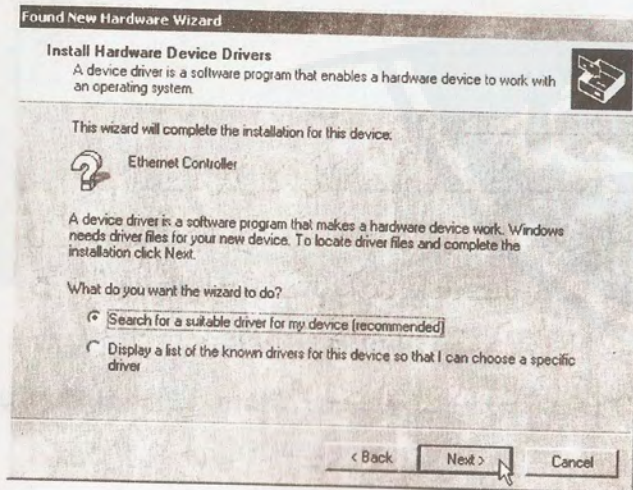 Found New Hardware Wizard
Install Hardware Device Drivers
A device driver is a software program that enables a hardware device to work with
an operating system.
This wizard will complete the installation for this device:
Ethernet Controller
A device driver is a software program that makes a hardware device work. Windows
needs driver files for your new device. To locate driver files and complete the
installation click Next.
What do you want the wizard to do?
Search for a suitable driver for my device (recommended)
Display a list of the known drivers for this device so that I can choose a specific
driver
< Back
Next >
Cancel